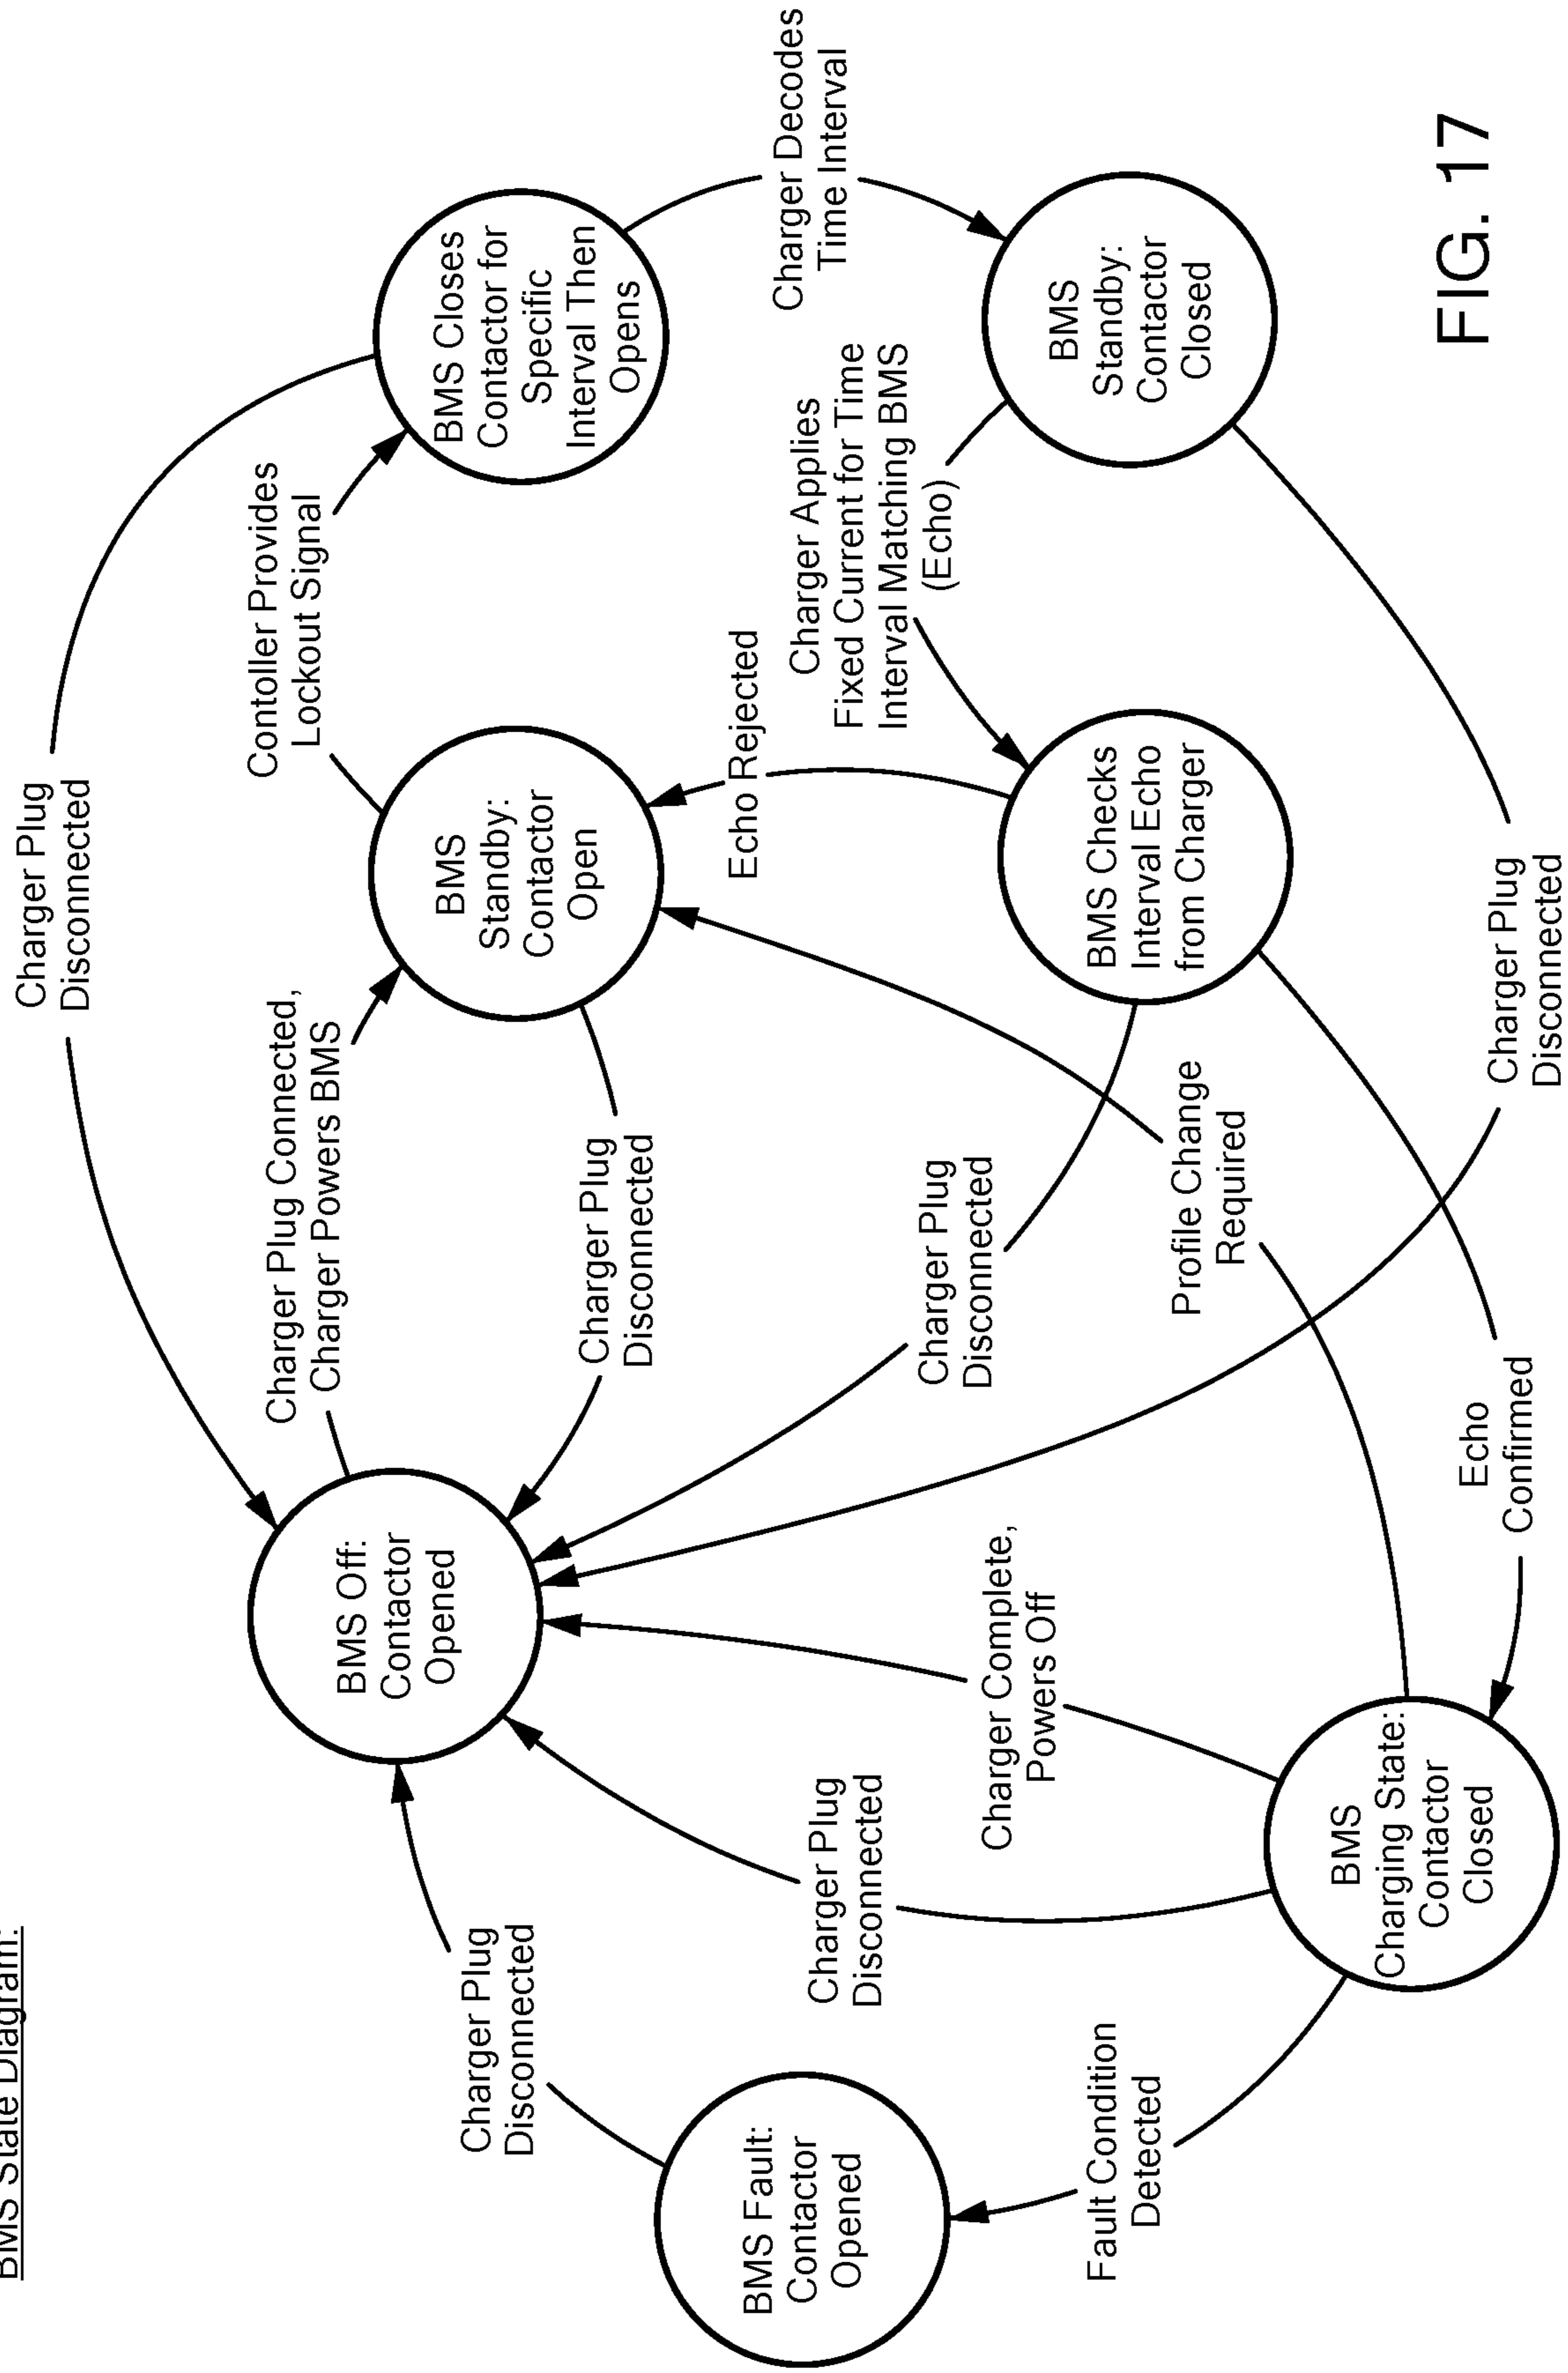 BMS State Diagram:
Charger Plug
Disconnected
Charger Plug Connected,
Charger Powers BMS
Contoller Provides
Lockout Signal
BMS Off:
Contactor
Opened
BMS
Standby:
Contactor
Open
BMS Closes
Contactor for
Specific
Interval Then
Opens
Charger Plug
Disconnected
Charger Plug
Disconnected
Echo Rejected
Charger Decodes
Time Interval
BMS Fault:
Contactor
Opened
Charger Plug
Disconnected
Charger Complete,
Powers Off
Charger Plug
Disconnected
Charger Applies
Fixed Current for Time
Interval Matching BMS
(Echo)
Fault Condition
Detected
Profile Change
Required
BMS Checks
Interval Echo
from Charger
BMS
Standby:
Contactor
Closed
BMS
Charging State:
Contactor
Closed
Echo
Confirmed
Charger Plug
Disconnected
FIG. 17